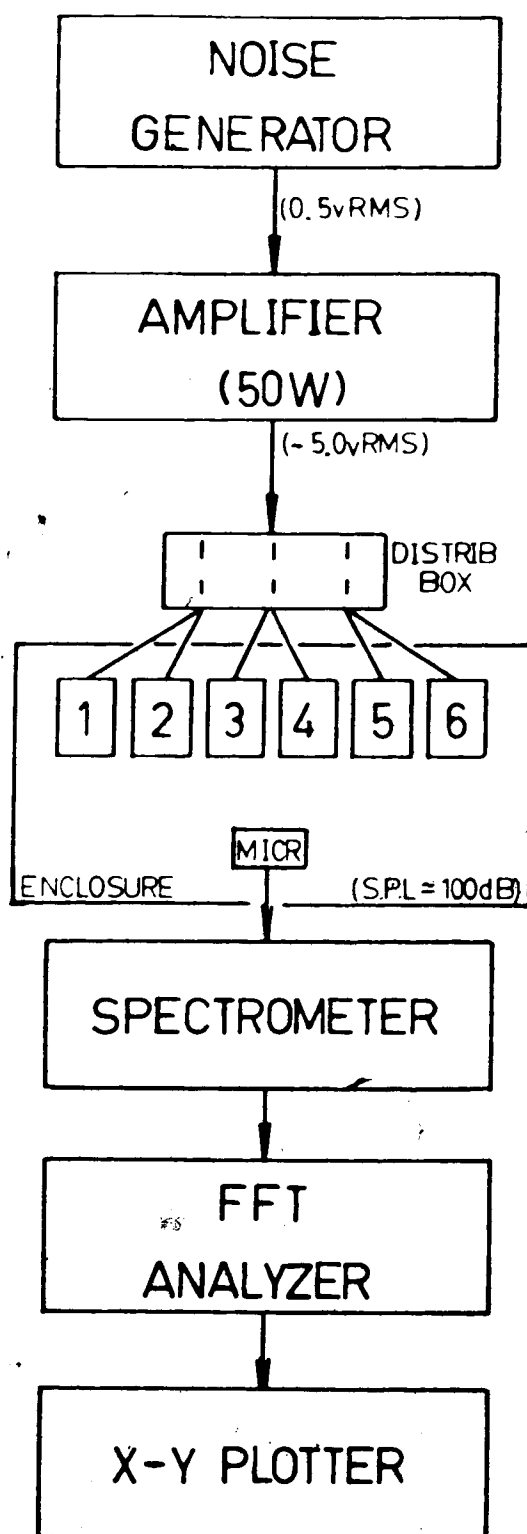 NOISE
GENERATOR
(0.5vRMS)
AMPLIFIER
(50W)
(~5.0vRMS)
DISTRIB
BOX
1 2 3 4 5 6
MICR
ENCLOSURE (S.P.L ≃ 100dB)
SPECTROMETER
FFT
ANALYZER
X-Y PLOTTER